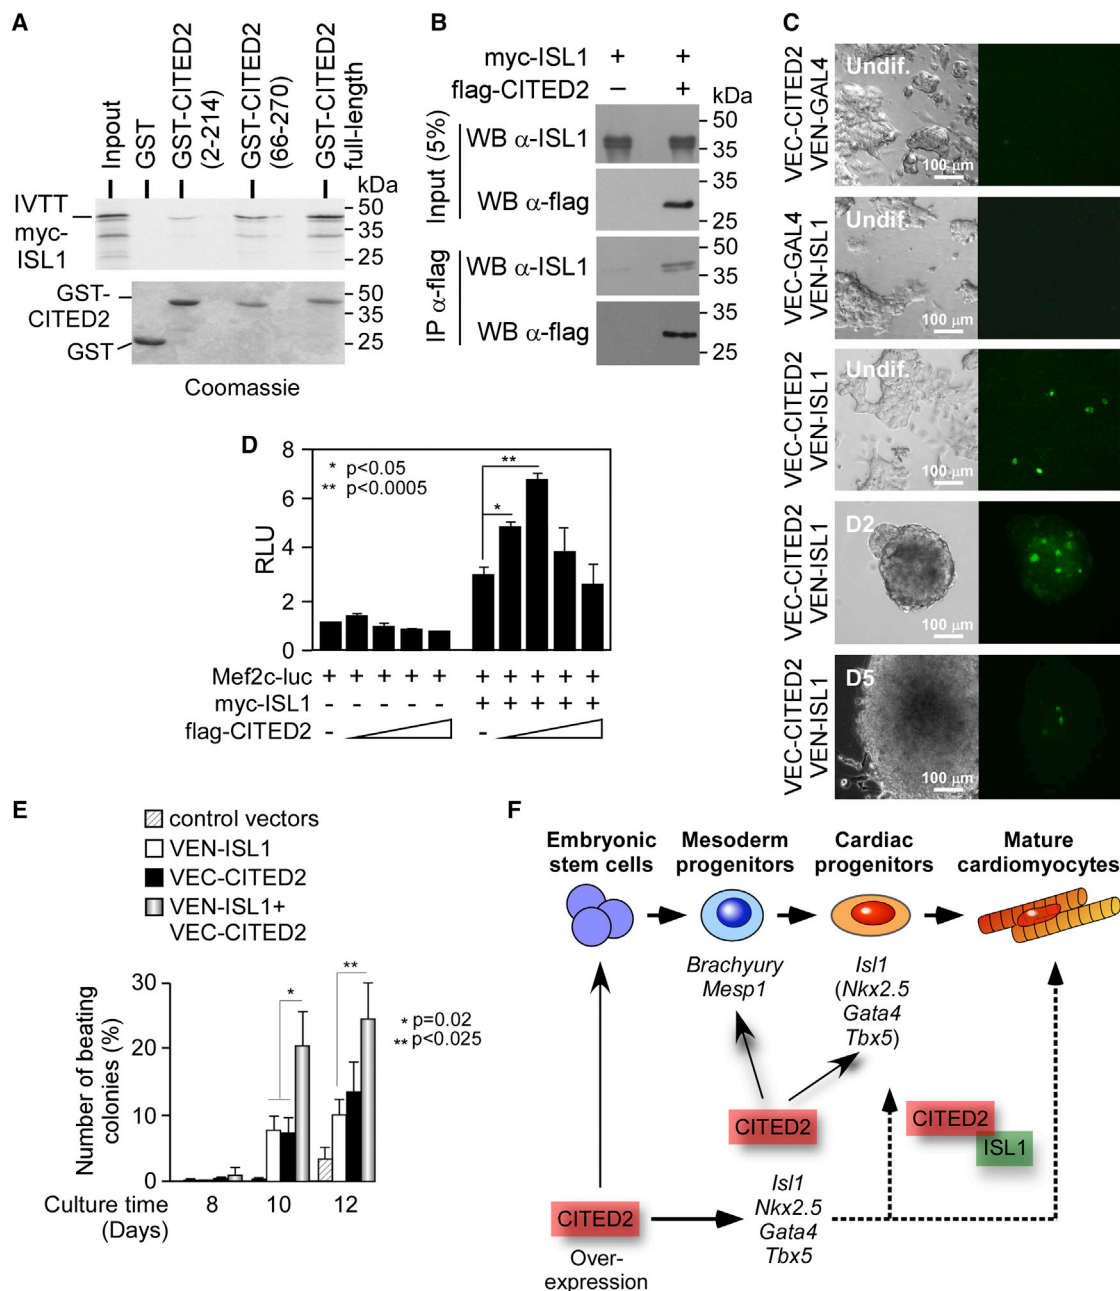 A
Input
GST
GST-CITED2
(2-214)
GST-CITED2
(66-270)
GST-CITED2
full-length
kDa
IVTT
myc-
ISL1
50
35
25
GST-
CITED2
GST
50
35
25
Coomassie
B
myc-ISL1 + +
flag-CITED2 − +
kDa
Input (5%)
WB α-ISL1
50
35
WB α-flag
35
25
IP α-flag
WB α-ISL1
50
35
WB α-flag
35
25
C
VEC-CITED2
VEN-GAL4
Undif.
100 µm
VEC-GAL4
VEN-ISL1
Undif.
100 µm
VEC-CITED2
VEN-ISL1
Undif.
100 µm
VEC-CITED2
VEN-ISL1
D2
100 µm
VEC-CITED2
VEN-ISL1
D5
100 µm
D
8
6
4
2
0
RLU
* p<0.05
** p<0.0005
*
**
Mef2c-luc + + + + + + + + + +
myc-ISL1 - - - - - + + + + +
flag-CITED2 - -
E
control vectors
VEN-ISL1
VEC-CITED2
VEN-ISL1+
VEC-CITED2
Number of beating
colonies (%)
30
20
10
0
*
**
* p=0.02
** p<0.025
Culture time
(Days)
8 10 12
F
Embryonic
stem cells
Mesoderm
progenitors
Cardiac
progenitors
Mature
cardiomyocytes
Brachyury
Mesp1
Isl1
(Nkx2.5
Gata4
Tbx5)
CITED2
CITED2
ISL1
CITED2
Over-
expression
Isl1
Nkx2.5
Gata4
Tbx5